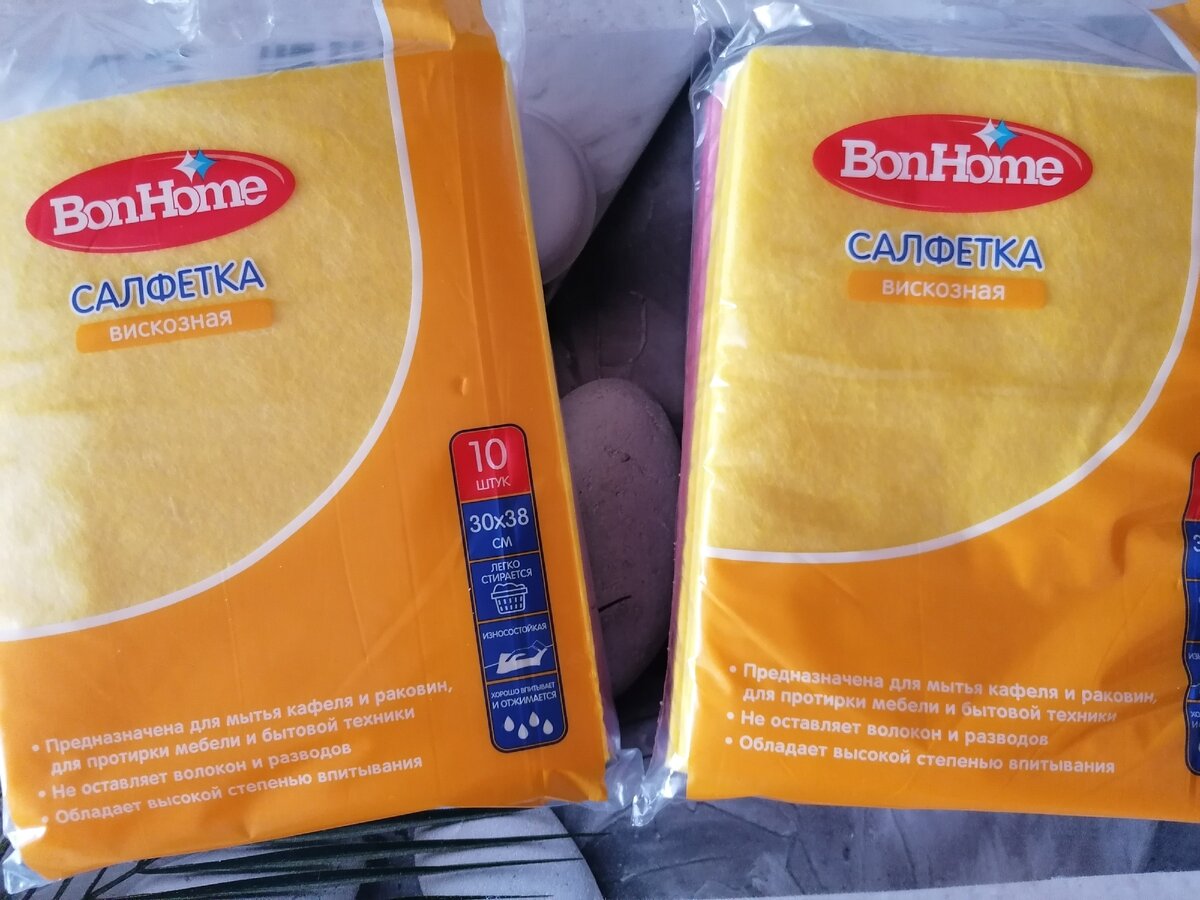 BonHome
САЛФЕТКА
вискозная
10
ШТУК
30х38
СМ
ЛЕГКО
СТИРАЕТСЯ
ИЗНОСОСТОЙКАЯ
ХОРОШО ВПИТЫВАЕТ
И ОТЖИМАЕТСЯ
• Предназначена для мытья кафеля и раковин,
для протирки мебели и бытовой техники
• Не оставляет волокон и разводов
• Обладает высокой степенью впитывания
BonHome
САЛФЕТКА
вискозная
• Предназначена для мытья кафеля и раковин,
для протирки мебели и бытовой техники
• Не оставляет волокон и разводов
• Обладает высокой степенью впитывания